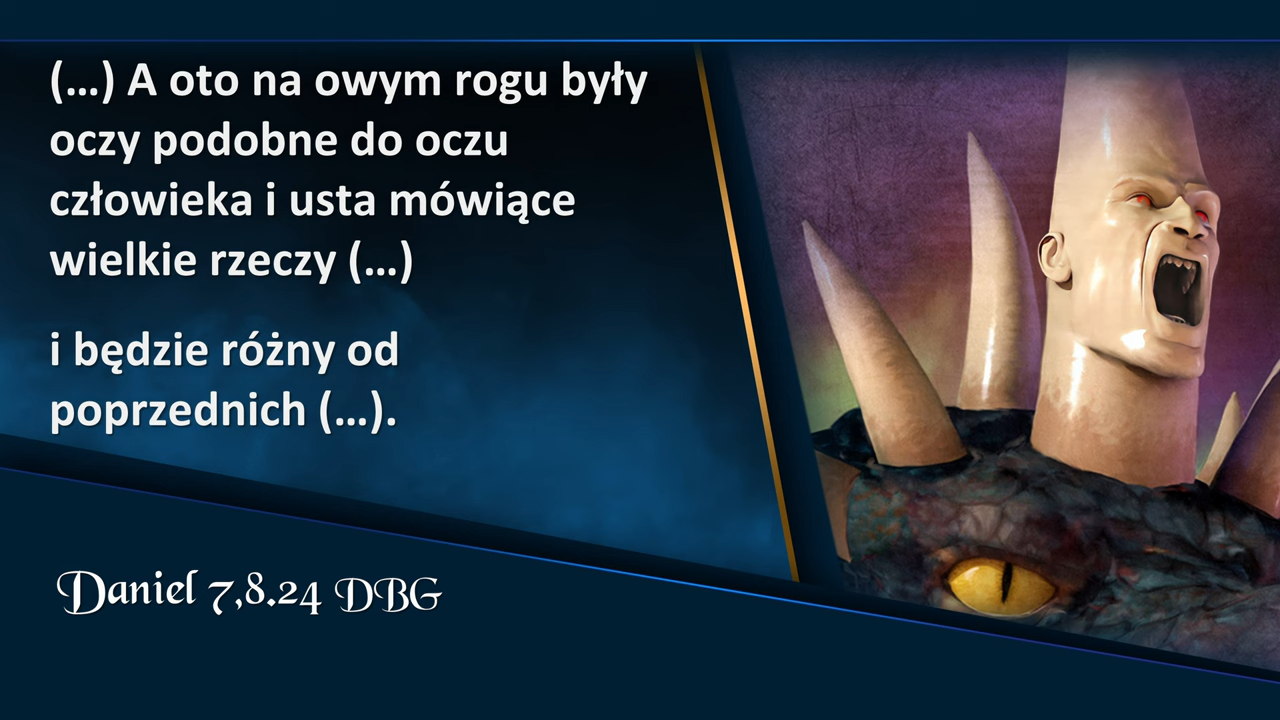 (...) A oto na owym rogu były
oczy podobne do oczu
człowieka i usta mówiące
wielkie rzeczy (...)
i będzie różny od
poprzednich (...).
Daniel 7,8.24 DBG